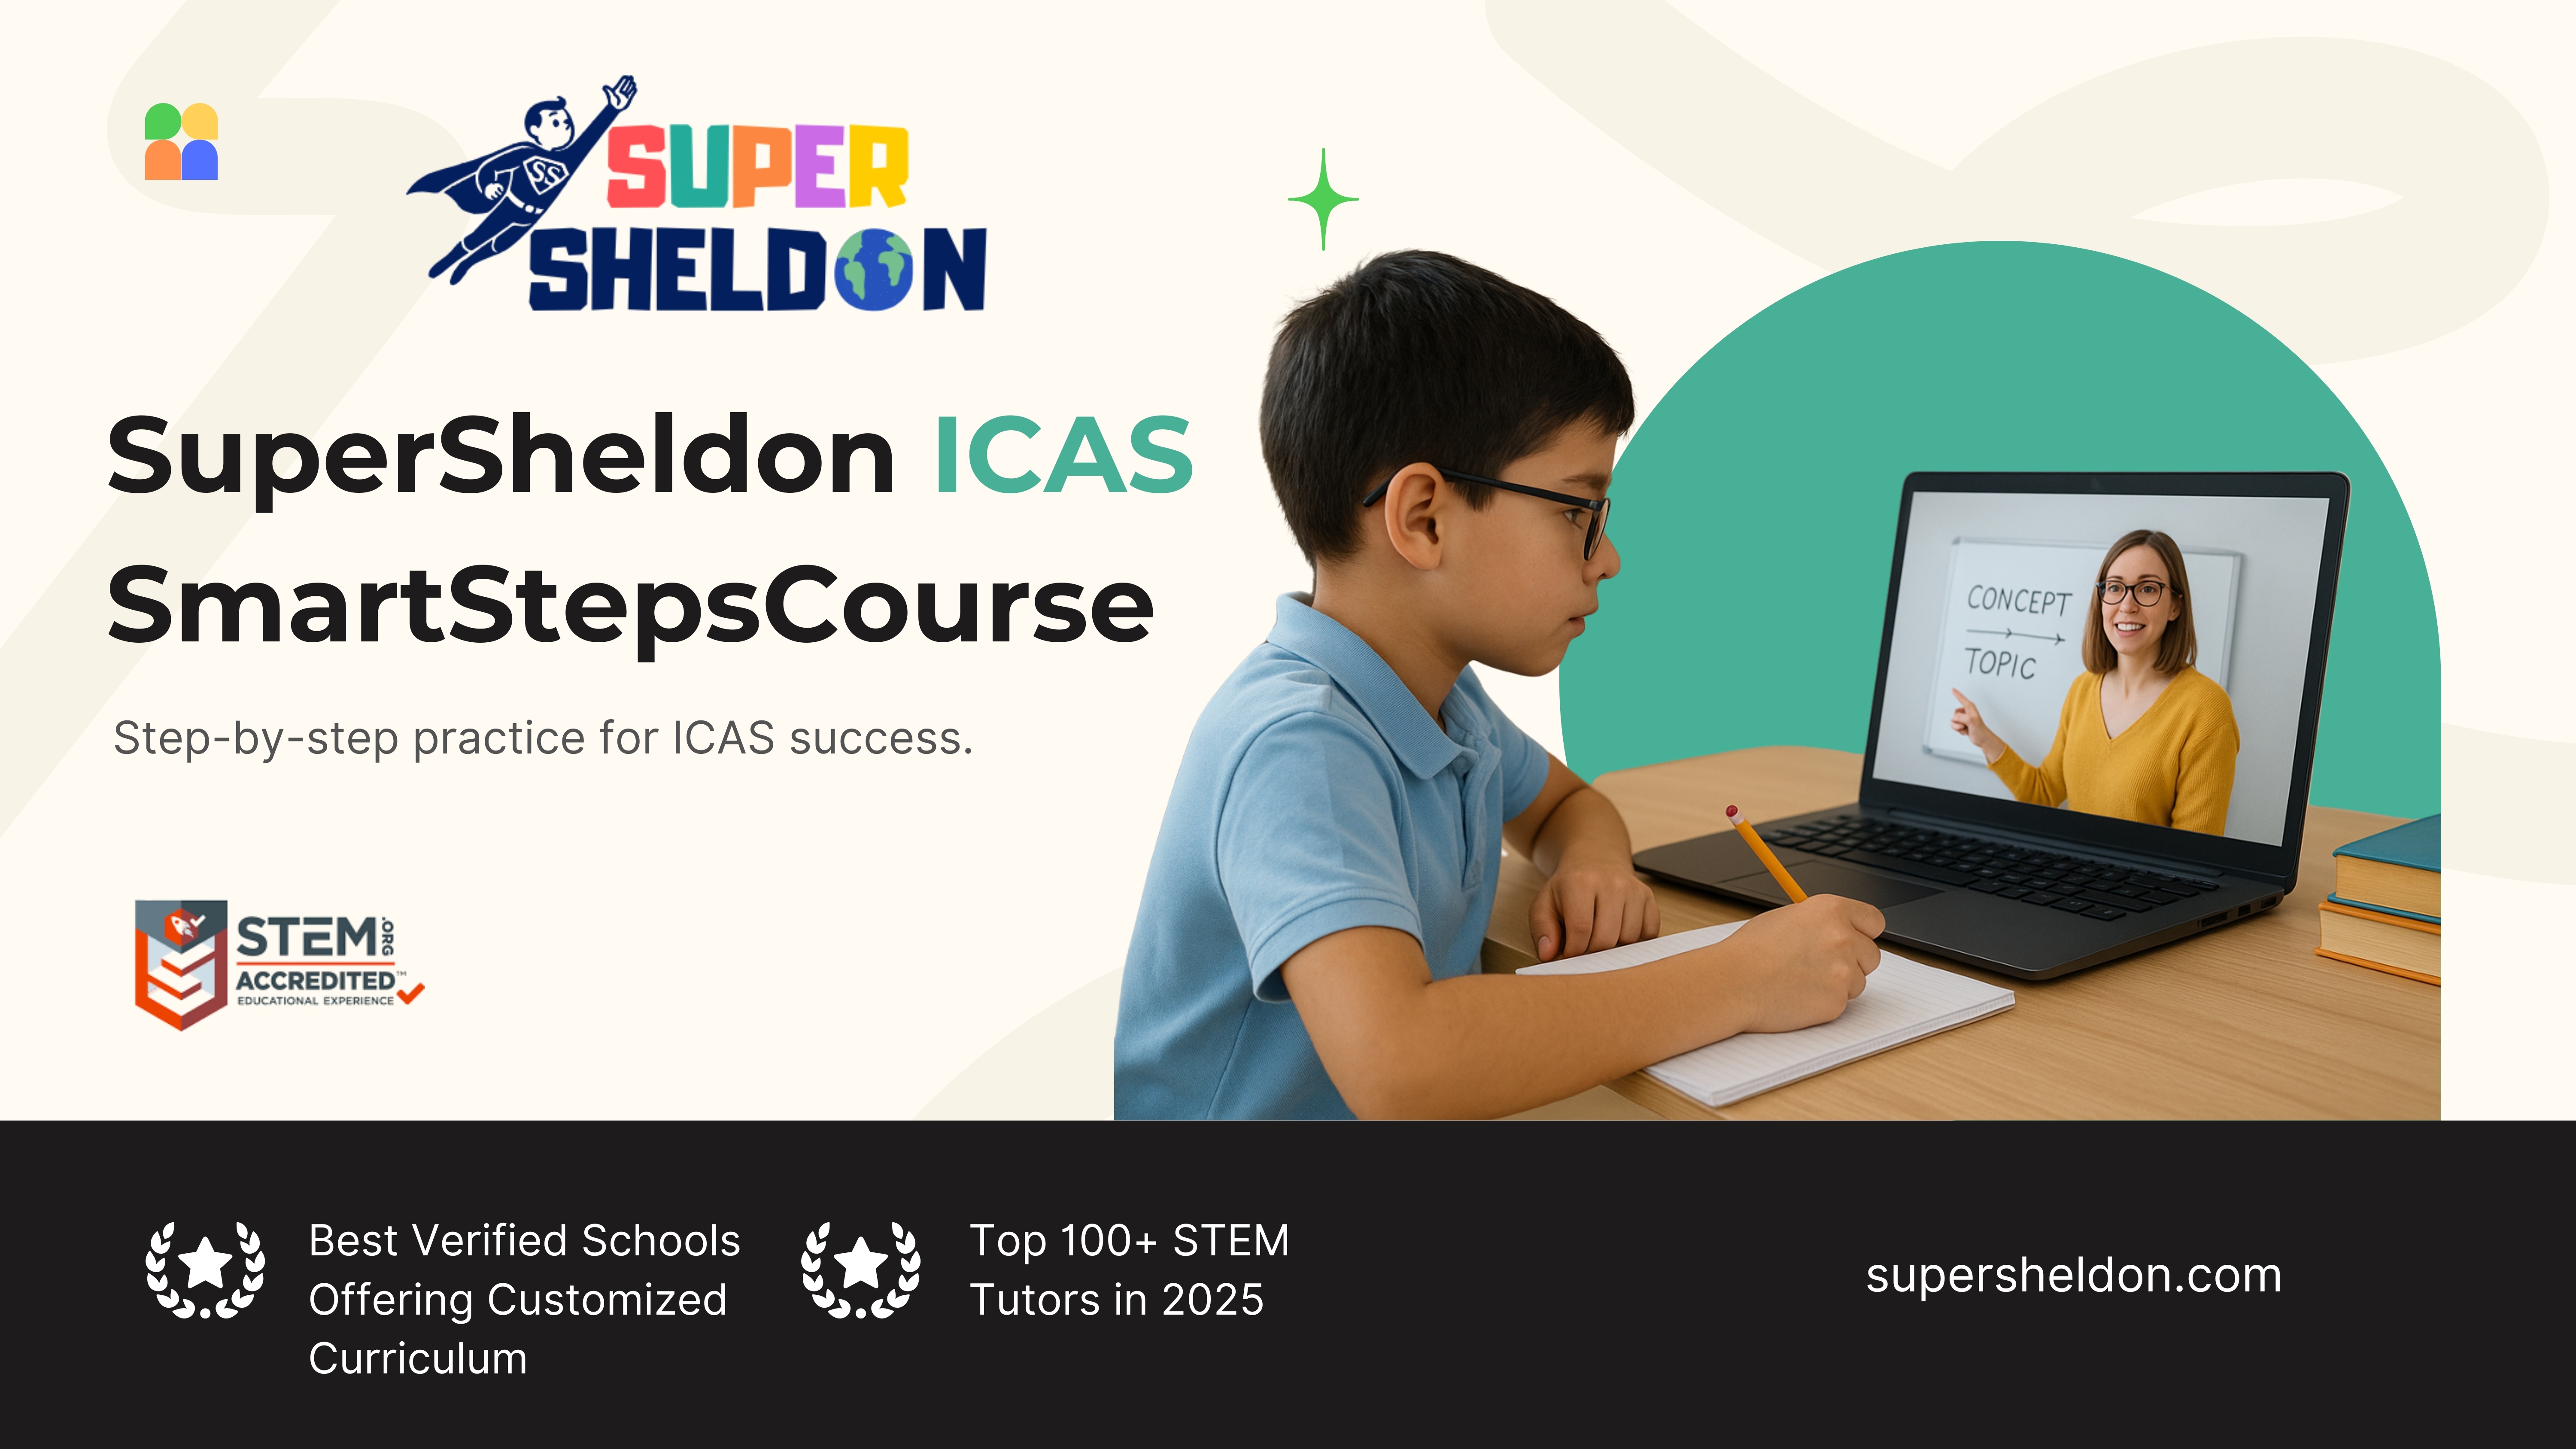 SS
SUPER
SHELDON
SuperSheldon ICAS
SmartStepsCourse
Step-by-step practice for ICAS success.
CONCEPT
TOPIC
STEM.ORG
ACCREDITED™
EDUCATIONAL EXPERIENCE
Best Verified Schools
Offering Customized
Curriculum
Top 100+ STEM
Tutors in 2025
supersheldon.com